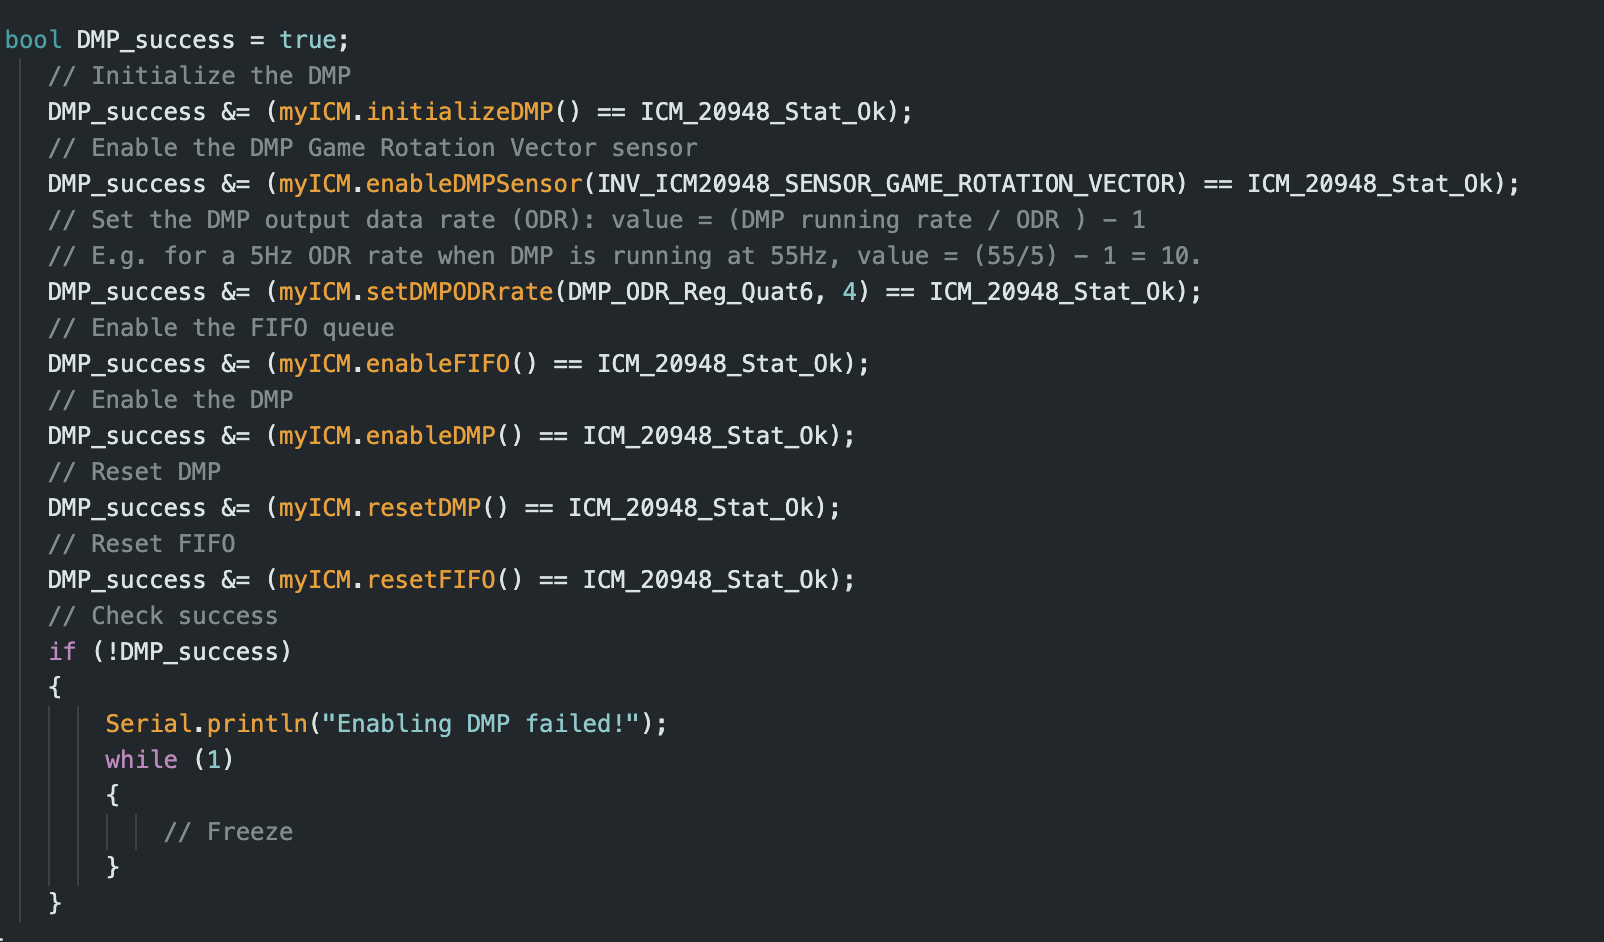 bool DMP_success = true;
// Initialize the DMP
DMP_success &= (myICM.initializeDMP() == ICM_20948_Stat_Ok);
// Enable the DMP Game Rotation Vector sensor
DMP_success &= (myICM.enableDMPSensor(INV_ICM20948_SENSOR_GAME_ROTATION_VECTOR) == ICM_20948_Stat_Ok);
// Set the DMP output data rate (ODR): value = (DMP running rate / ODR ) - 1
// E.g. for a 5Hz ODR rate when DMP is running at 55Hz, value = (55/5) - 1 = 10.
DMP_success &= (myICM.setDMPODRrate(DMP_ODR_Reg_Quat6, 4) == ICM_20948_Stat_Ok);
// Enable the FIFO queue
DMP_success &= (myICM.enableFIFO() == ICM_20948_Stat_Ok);
// Enable the DMP
DMP_success &= (myICM.enableDMP() == ICM_20948_Stat_Ok);
// Reset DMP
DMP_success &= (myICM.resetDMP() == ICM_20948_Stat_Ok);
// Reset FIFO
DMP_success &= (myICM.resetFIFO() == ICM_20948_Stat_Ok);
// Check success
if (!DMP_success)
{
Serial.println("Enabling DMP failed!");
while (1)
{
// Freeze
}
}